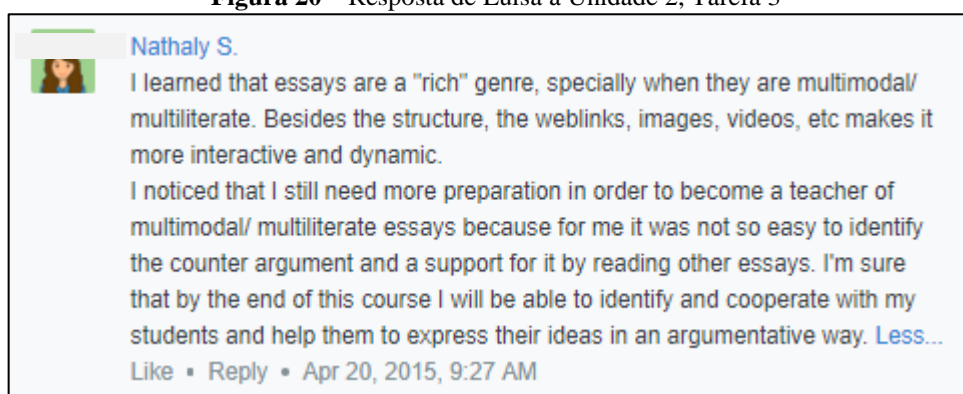 Figura 20 – Resposta de Luísa à Unidade 2, Tarefa 3
Nathaly S.
I learned that essays are a "rich" genre, specially when they are multimodal/
multiliterate. Besides the structure, the weblinks, images, videos, etc makes it
more interactive and dynamic.
I noticed that I still need more preparation in order to become a teacher of
multimodal/ multiliterate essays because for me it was not so easy to identify
the counter argument and a support for it by reading other essays. I'm sure
that by the end of this course I will be able to identify and cooperate with my
students and help them to express their ideas in an argumentative way. Less...
Like ▪ Reply • Apr 20, 2015, 9:27 AM